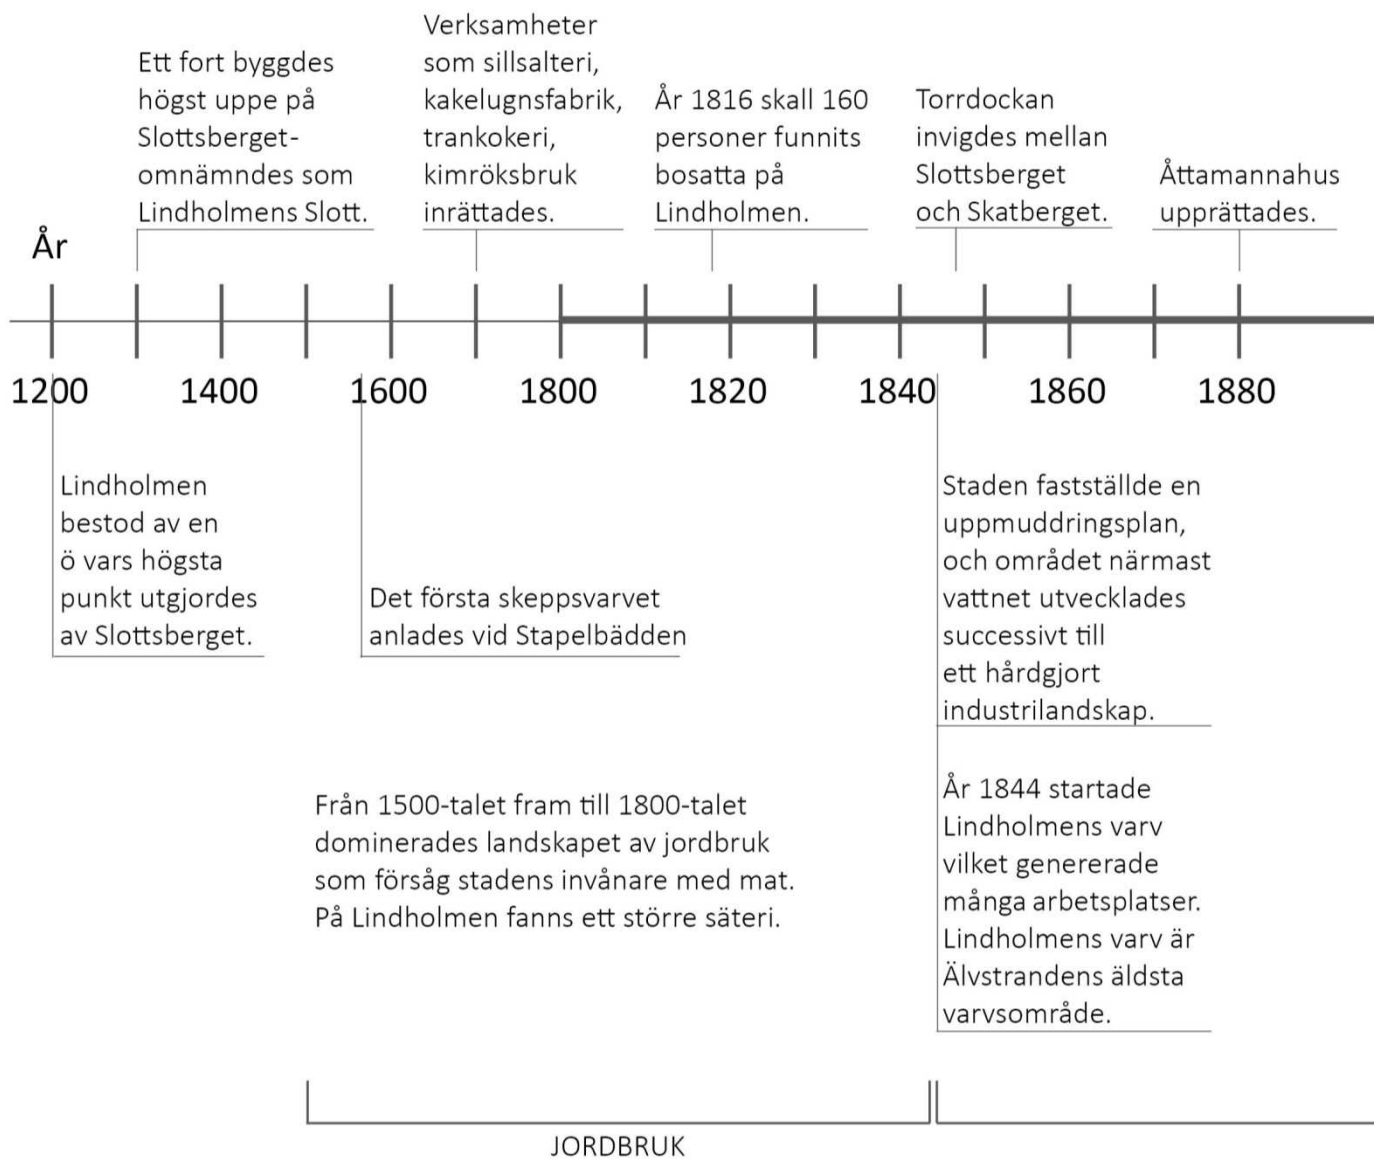 Ett fort byggdes
högst uppe på
Slottsberget-
omnämndes som
Lindholmens Slott.
Verksamheter
som sillsalteri,
kakelugnsfabrik,
trankokeri,
kimröksbruk
inrättades.
År 1816 skall 160
personer funnits
bosatta på
Lindholmen.
Torrdockan
invigdes mellan
Slottsberget
och Skatberget.
Åttamannahus
upprättades.
År
1200 1400 1600 1800 1820 1840 1860 1880
Lindholmen
bestod av en
ö vars högsta
punkt utgjordes
av Slottsberget.
Det första skeppsvarvet
anlades vid Stapelbädden
Staden fastställde en
uppmuddringsplan,
och området närmast
vattnet utvecklades
successivt till
ett hårdgjort
industrilandskap.
Från 1500-talet fram till 1800-talet
dominerades landskapet av jordbruk
som försåg stadens invånare med mat.
På Lindholmen fanns ett större säteri.
År 1844 startade
Lindholmens varv
vilket genererade
många arbetsplatser.
Lindholmens varv är
Älvstrandens äldsta
varvsområde.
JORDBRUK